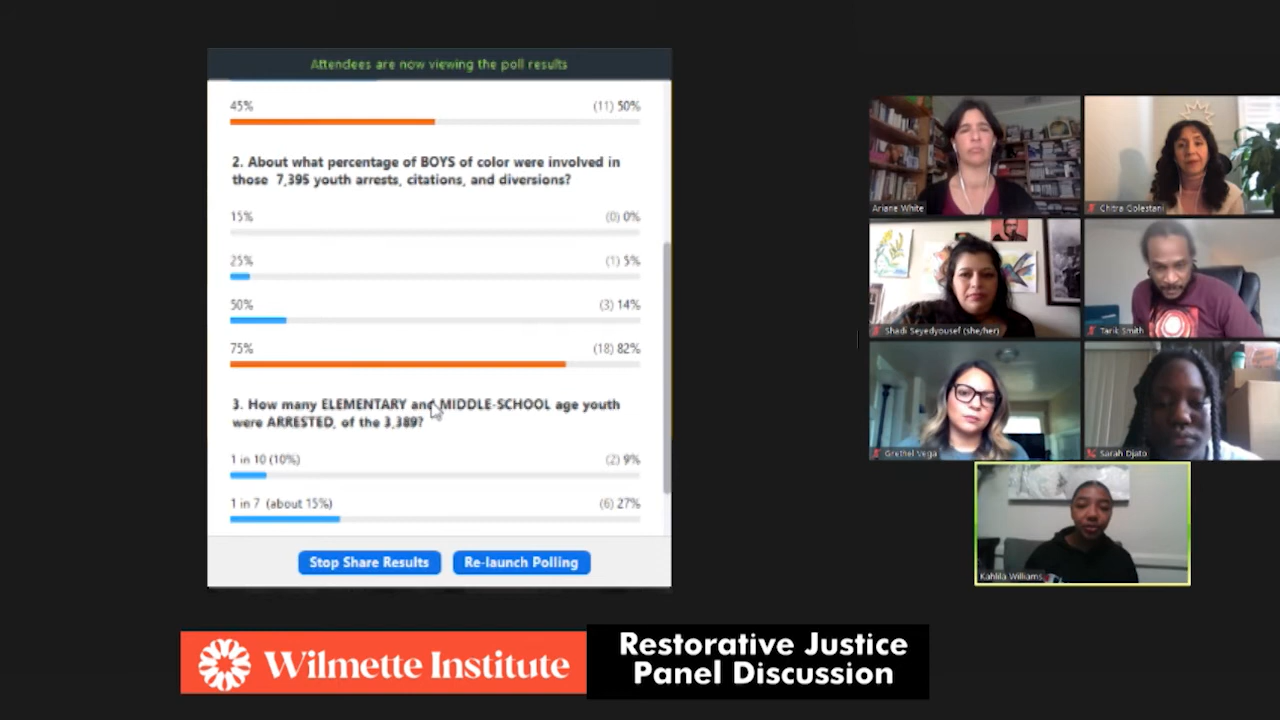 Attendees are now viewing the poll results
45% (11) 50%
2. About what percentage of BOYS of color were involved in
those 7,395 youth arrests, citations, and diversions?
15% (0) 0%
25% (1) 5%
50% (3) 14%
75% (18) 82%
3. How many ELEMENTARY and MIDDLE-SCHOOL age youth
were ARRESTED, of the 3,389?
1 in 10 (10%) (2) 9%
1 in 7 (about 15%) (6) 27%
Stop Share Results Re-launch Polling
Ariane White
Chitra Golestani
Shadi Seyedyousef (she/her)
Tarik Smith
Grethel Vega
Sarah Djato
Kahlila Williams
Wilmette Institute
Restorative Justice
Panel Discussion